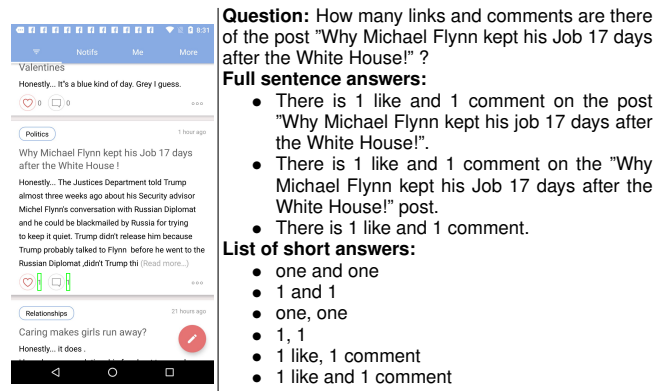 8:31
Notifs Me More
Valentines
Honestly... It"s a blue kind of day. Grey I guess.
0 0
Politics 1 hour ago
Why Michael Flynn kept his Job 17 days
after the White House !
Honestly... The Justices Department told Trump
almost three weeks ago about his Security advisor
Michel Flynn's conversation with Russian Diplomat
and he could be blackmailed by Russia for trying
to keep it quiet. Trump didn't release him because
Trump probably talked to Flynn before he went to the
Russian Diplomat ,didn't Trump thi (Read more...)
1 1
Relationships 21 hours ago
Caring makes girls run away?
Honestly... it does .
Question: How many links and comments are there
of the post "Why Michael Flynn kept his Job 17 days
after the White House!" ?
Full sentence answers:
● There is 1 like and 1 comment on the post
"Why Michael Flynn kept his job 17 days after
the White House!".
● There is 1 like and 1 comment on the "Why
Michael Flynn kept his Job 17 days after the
White House!" post.
● There is 1 like and 1 comment.
List of short answers:
● one and one
● 1 and 1
● one, one
● 1, 1
● 1 like, 1 comment
● 1 like and 1 comment